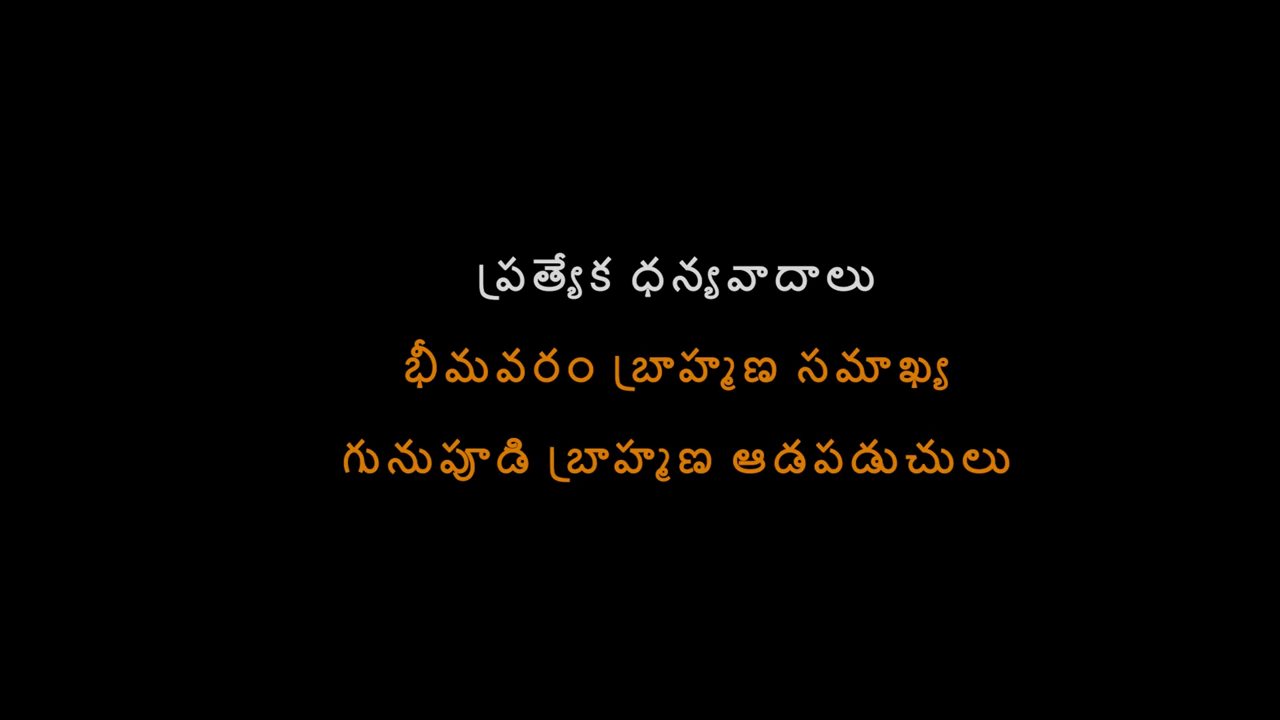 ప్రత్యేక ధన్యవాదాలు
భీమవరం బ్రాహ్మణ సమాఖ్య
గునుపూడి బ్రాహ్మణ ఆడపడుచులు